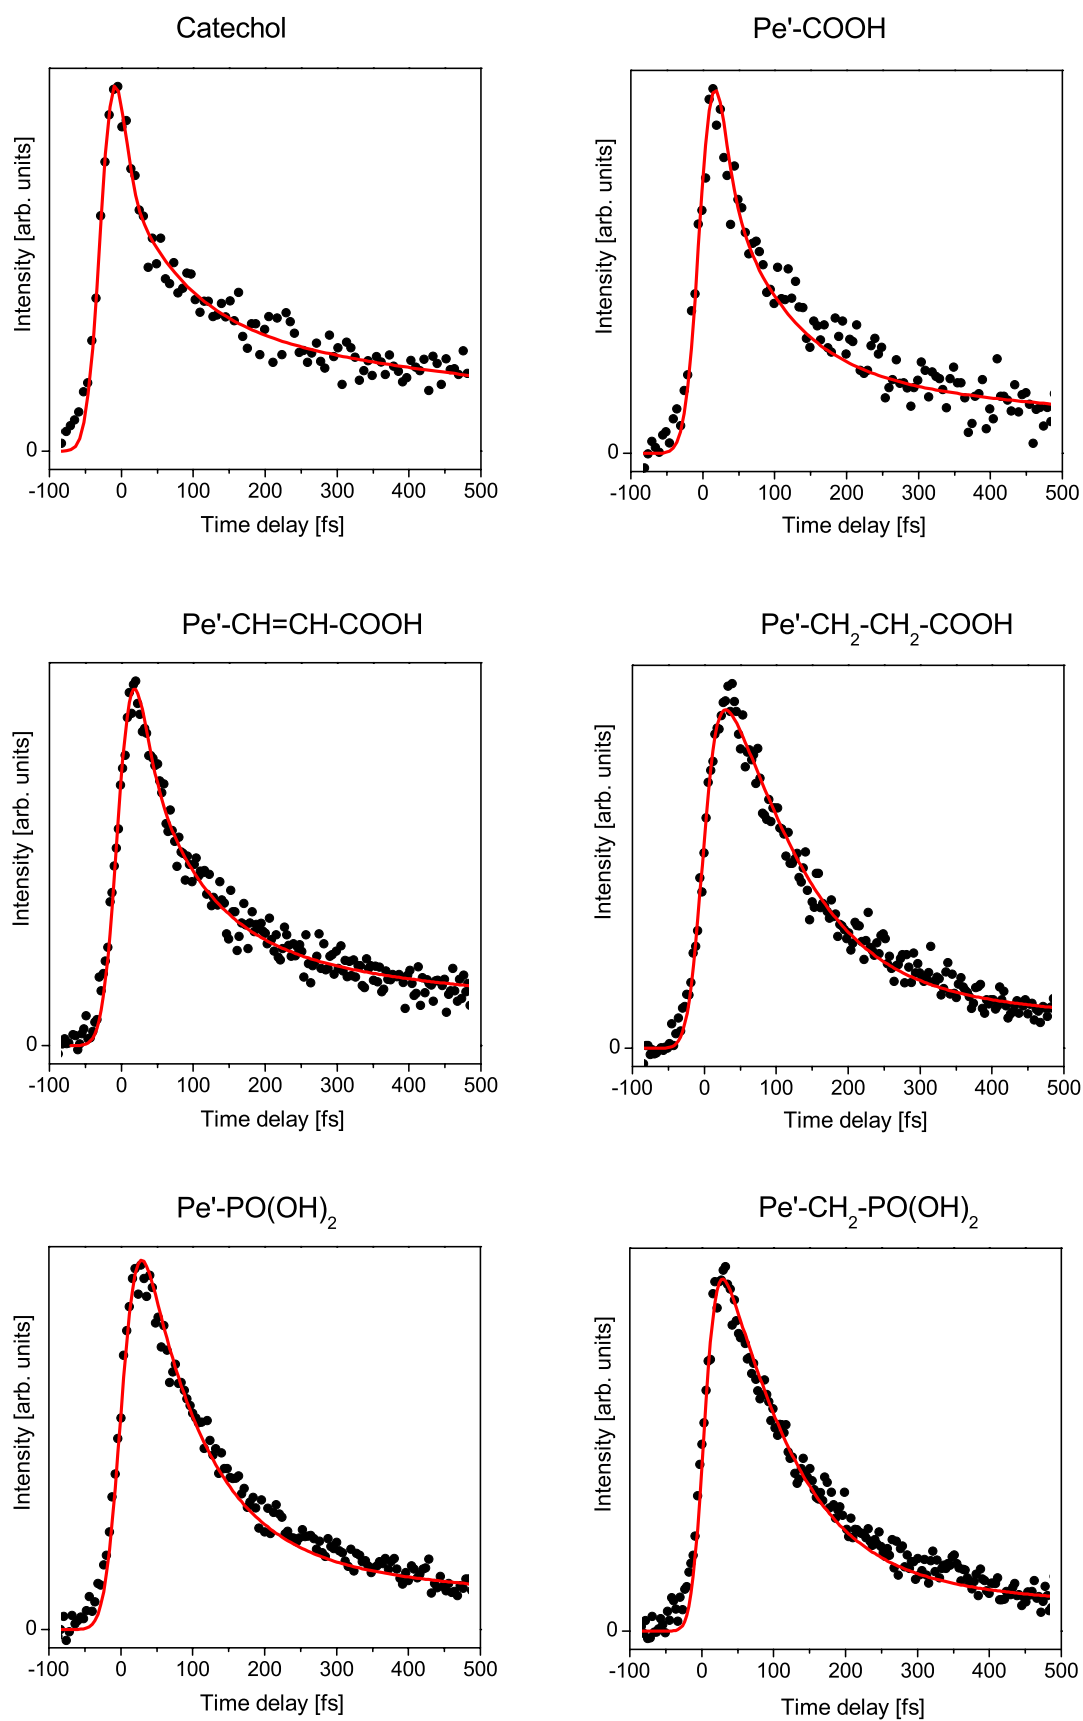 Catechol
Intensity [arb. units]
0
-100 0 100 200 300 400 500
Time delay [fs]
Pe'-COOH
Intensity [arb. units]
0
-100 0 100 200 300 400 500
Time delay [fs]
Pe'-CH=CH-COOH
Intensity [arb. units]
0
-100 0 100 200 300 400 500
Time delay [fs]
Pe'-CH₂-CH₂-COOH
Intensity [arb. units]
0
-100 0 100 200 300 400 500
Time delay [fs]
Pe'-PO(OH)₂
Intensity [arb. units]
0
-100 0 100 200 300 400 500
Time delay [fs]
Pe'-CH₂-PO(OH)₂
Intensity [arb. units]
0
-100 0 100 200 300 400 500
Time delay [fs]